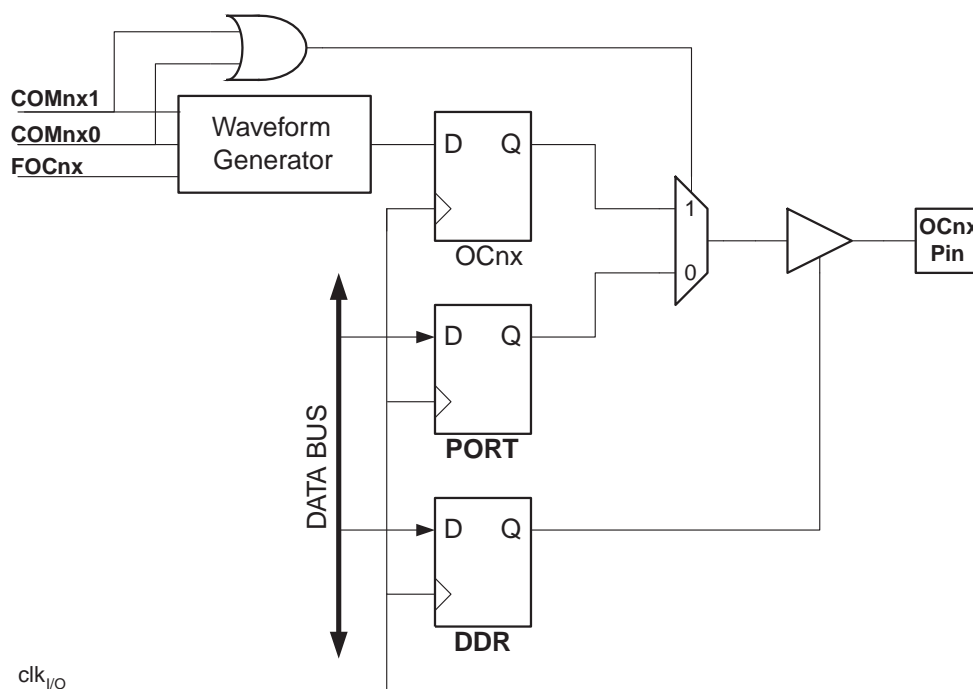 COMnx1
COMnx0
FOCnx
Waveform
Generator
D Q
OCnx
1
0
OCnx
Pin
D Q
PORT
DATA BUS
D Q
DDR
clkI/O